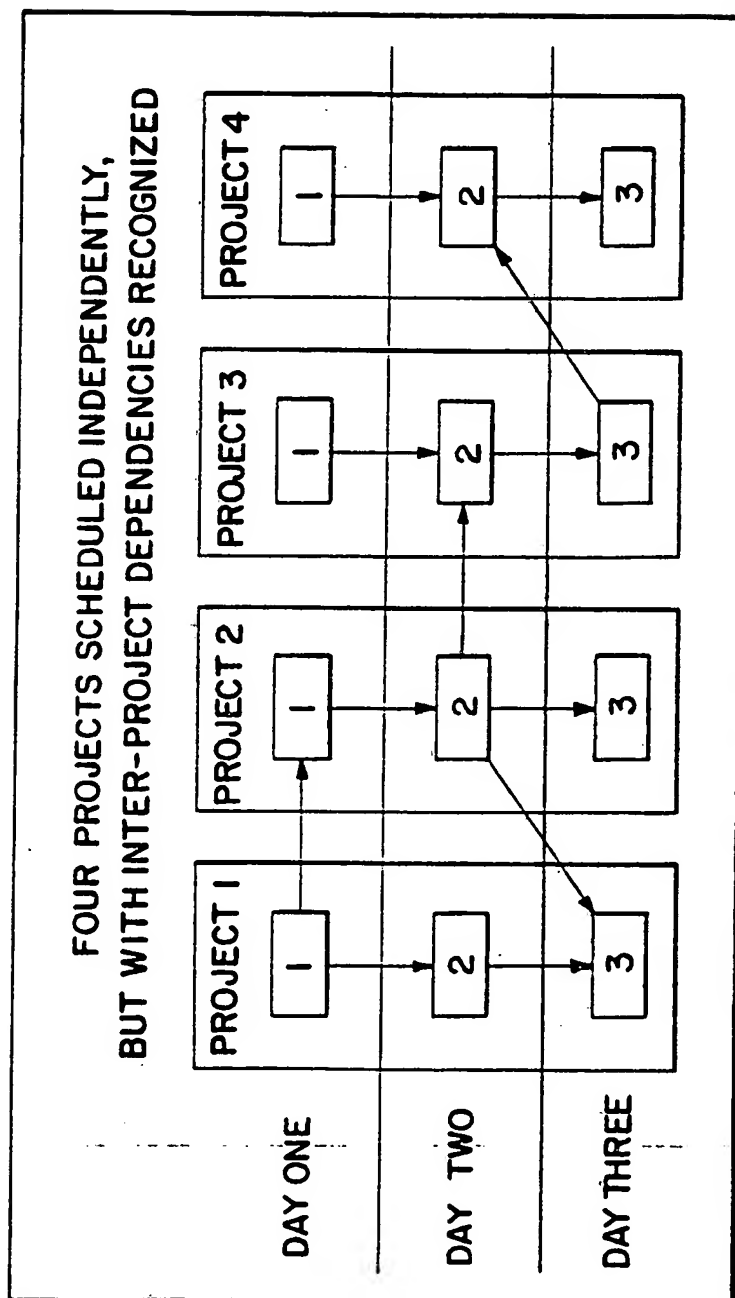 FOUR PROJECTS SCHEDULED INDEPENDENTLY,
BUT WITH INTER-PROJECT DEPENDENCIES RECOGNIZED
PROJECT 1
PROJECT 2
PROJECT 3
PROJECT 4
DAY ONE
1
1
1
1
DAY TWO
2
2
2
2
DAY THREE
3
3
3
3